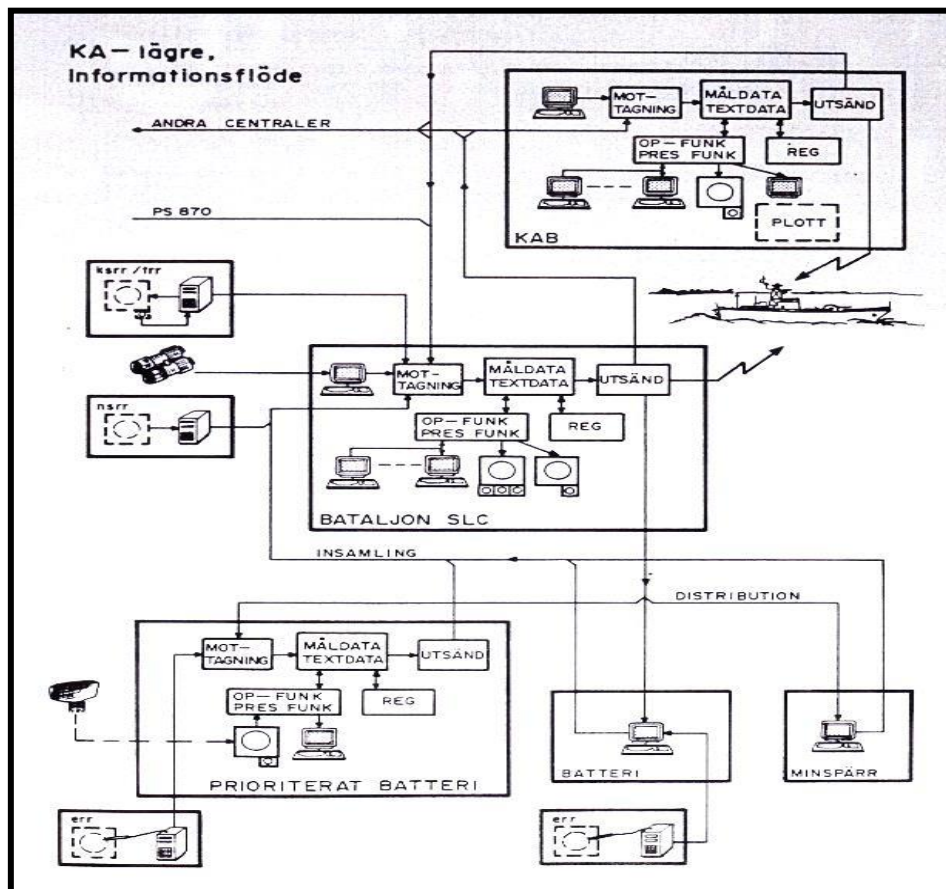 KA - lägre,
Informationsflöde
ANDRA CENTRALER
MOT-
TAGNING
MÅLDATA
TEXTDATA
UTSÄND
OP-FUNK
PRES FUNK
REG
PLOTT
KAB
PS 870
ksrr / trr
MOT-
TAGNING
MÅLDATA
TEXTDATA
UTSÄND
nsrr
OP-FUNK
PRES FUNK
REG
BATALJON SLC
INSAMLING
DISTRIBUTION
MOT-
TAGNING
MÅLDATA
TEXTDATA
UTSÄND
OP-FUNK
PRES FUNK
REG
PRIORITERAT BATTERI
BATTERI
MINSPÄRR
err
err